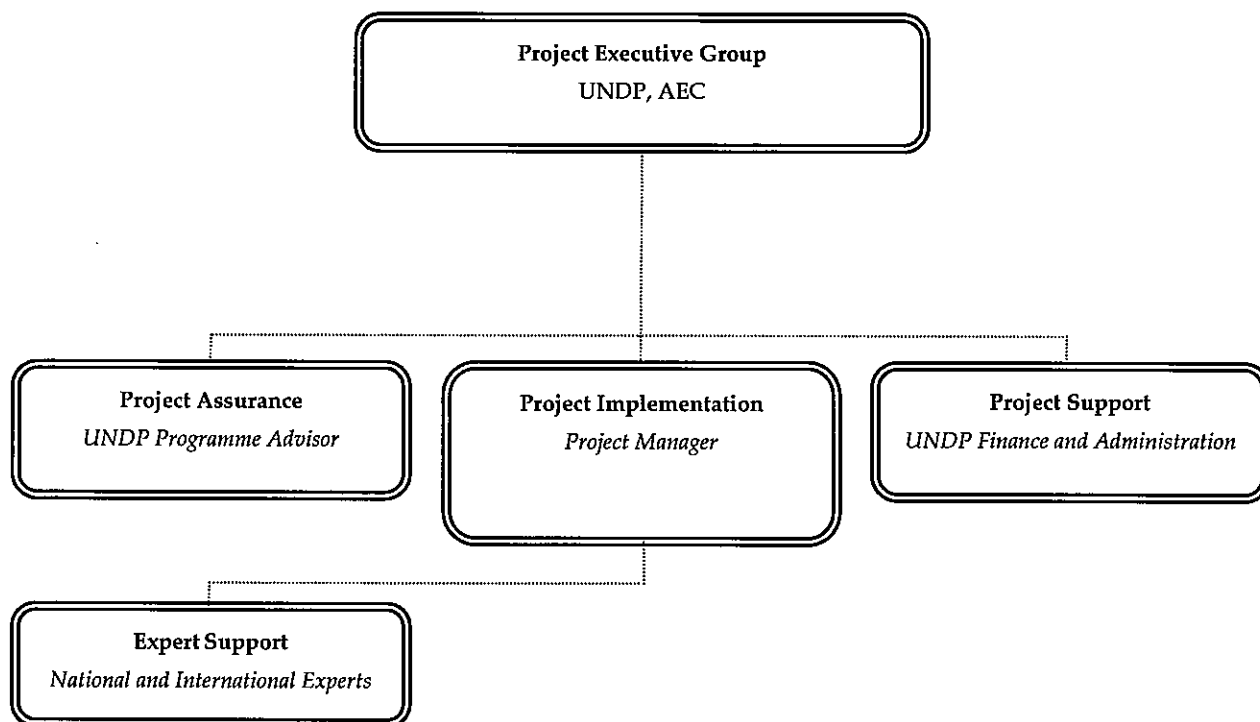 Project Executive Group
UNDP, AEC
Project Assurance
UNDP Programme Advisor
Project Implementation
Project Manager
Project Support
UNDP Finance and Administration
Expert Support
National and International Experts